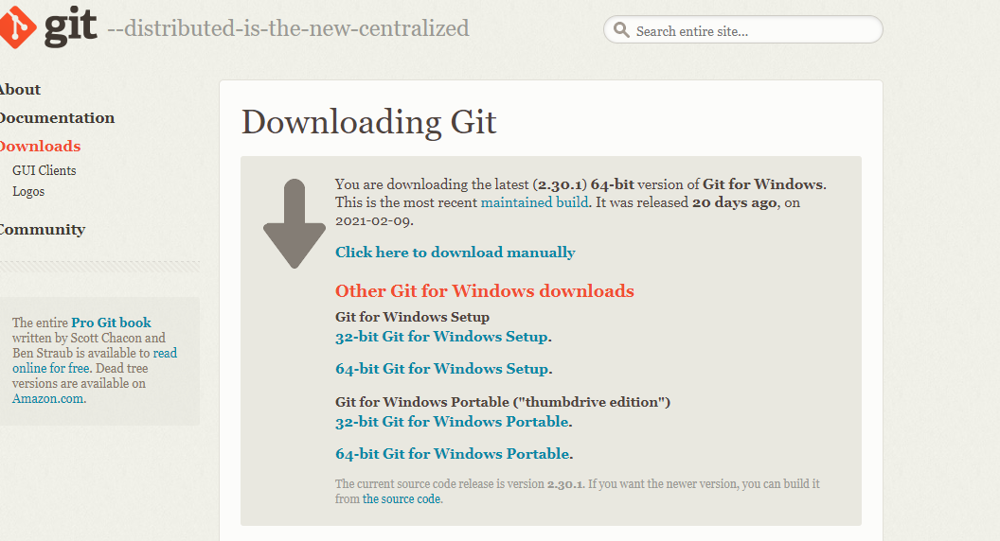 git --distributed-is-the-new-centralized
Search entire site...
About
Documentation
Downloads
GUI Clients
Logos
Community
The entire Pro Git book
written by Scott Chacon and
Ben Straub is available to read
online for free. Dead tree
versions are available on
Amazon.com.
Downloading Git
You are downloading the latest (2.30.1) 64-bit version of Git for Windows.
This is the most recent maintained build. It was released 20 days ago, on
2021-02-09.
Click here to download manually
Other Git for Windows downloads
Git for Windows Setup
32-bit Git for Windows Setup.
64-bit Git for Windows Setup.
Git for Windows Portable ("thumbdrive edition")
32-bit Git for Windows Portable.
64-bit Git for Windows Portable.
The current source code release is version 2.30.1. If you want the newer version, you can build it
from the source code.